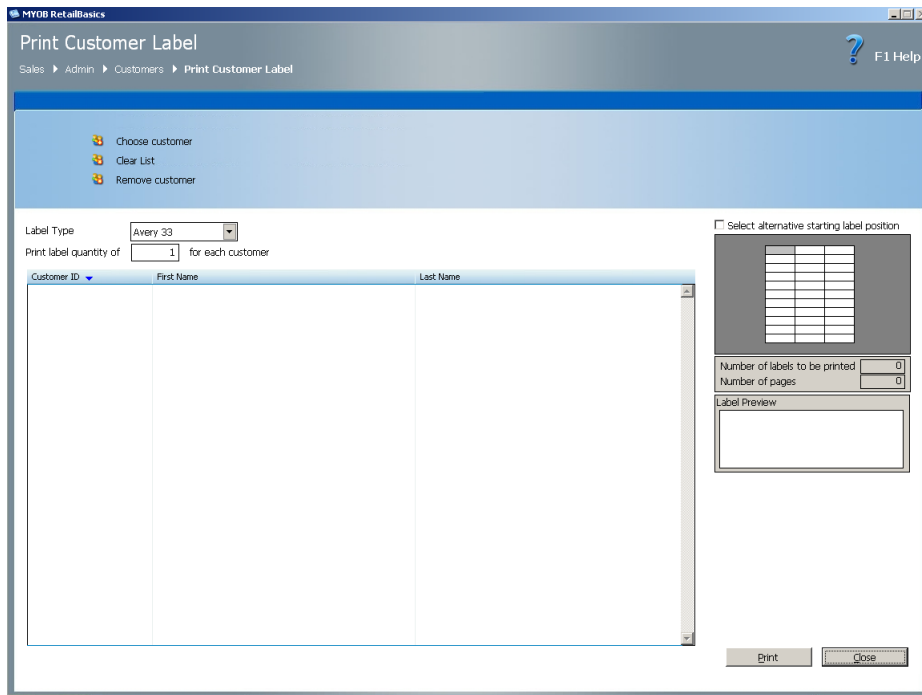 MYOB RetailBasics
Print Customer Label
F1 Help
Sales Admin Customers Print Customer Label
Choose customer
Clear List
Remove customer
Label Type Avery 33
Print label quantity of 1 for each customer
Select alternative starting label position
Customer ID First Name Last Name
Number of labels to be printed 0
Number of pages 0
Label Preview
Print Close